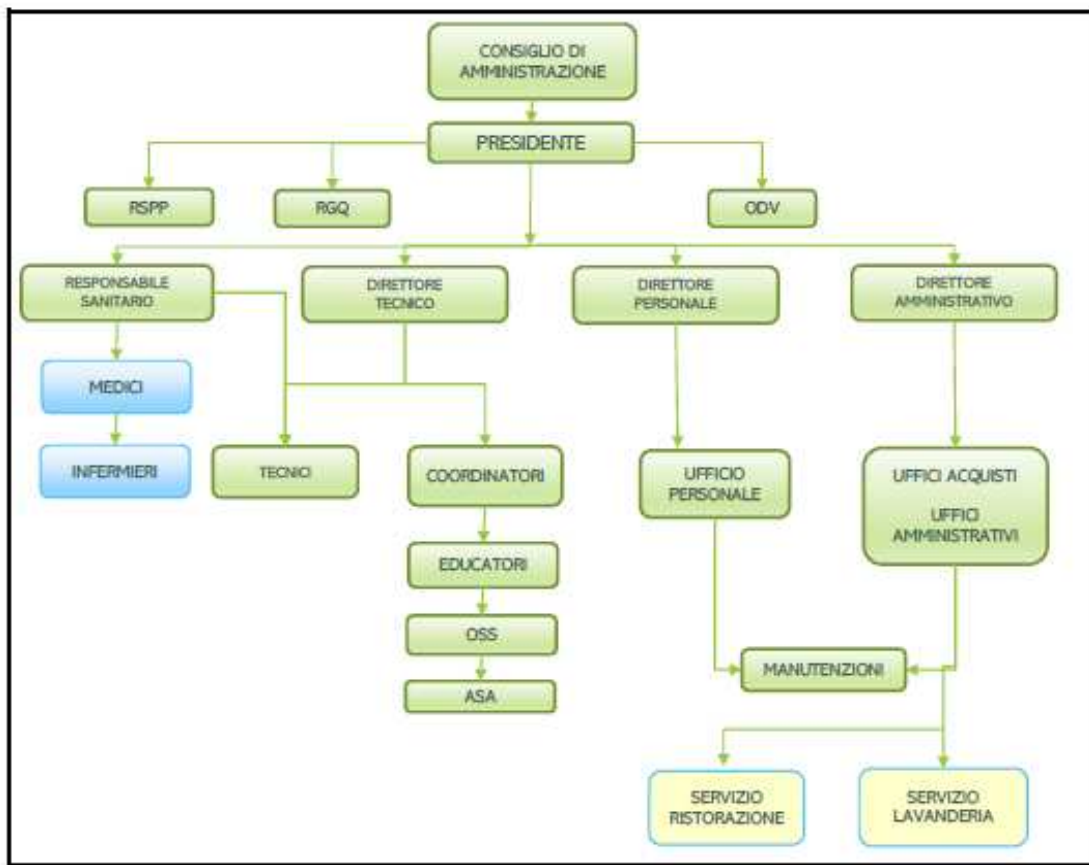 CONSIGLIO DI
AMMINISTRAZIONE
PRESIDENTE
RSPP
RGQ
ODV
RESPONSABILE
SANITARIO
DIRETTORE
TECNICO
DIRETTORE
PERSONALE
DIRETTORE
AMMINISTRATIVO
MEDICI
INFERMIERI
TECNICI
COORDINATORI
UFFICIO
PERSONALE
UFFICI ACQUISTI
UFFICI
AMMINISTRATIVI
EDUCATORI
OSS
ASA
MANUTENZIONI
SERVIZIO
RISTORAZIONE
SERVIZIO
LAVANDERIA